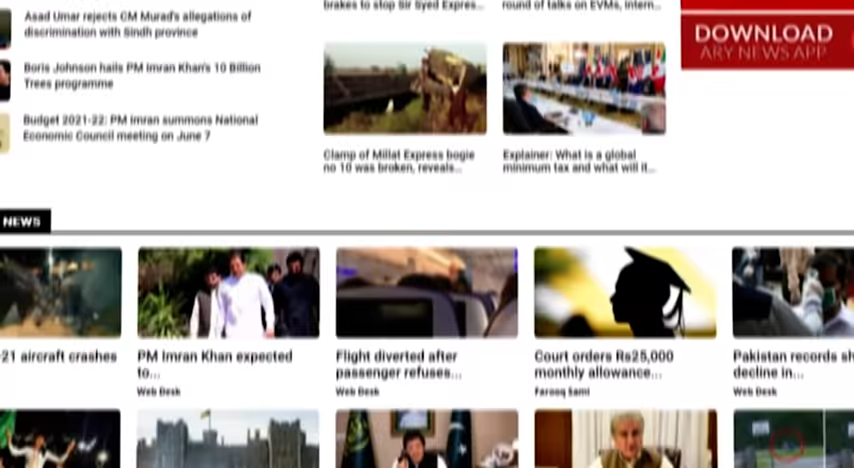 Asad Umar rejects CM Murad's allegations of
discrimination with Sindh province
Boris Johnson hails PM Imran Khan's 10 Billion
Trees programme
Budget 2021-22: PM Imran summons National
Economic Council meeting on June 7
brakes to stop Sir Syed Expres...
round of talks on EVMs, intern...
Clamp of Millat Express bogie
no 10 was broken, reveals...
Explainer: What is a global
minimum tax and what will it...
DOWNLOAD
ARY NEWS APP
NEWS
-21 aircraft crashes
PM Imran Khan expected
to...
Web Desk
Flight diverted after
passenger refuses...
Web Desk
Court orders Rs25,000
monthly allowance...
Farooq Sami
Pakistan records sh
decline in...
Web Desk